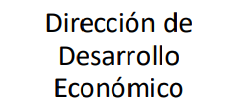 Dirección de
Desarrollo
Económico